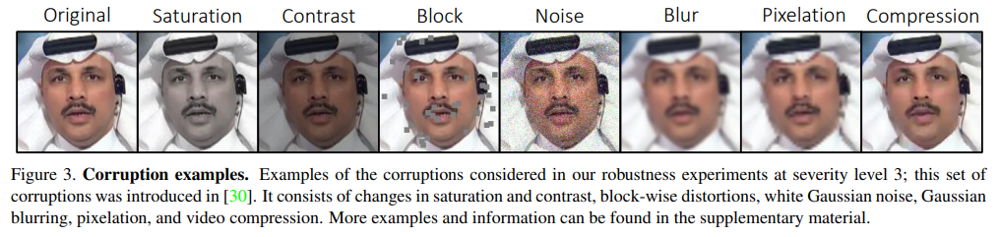 Original Saturation Contrast Block Noise Blur Pixelation Compression
Figure 3. Corruption examples. Examples of the corruptions considered in our robustness experiments at severity level 3; this set of
corruptions was introduced in [30]. It consists of changes in saturation and contrast, block-wise distortions, white Gaussian noise, Gaussian
blurring, pixelation, and video compression. More examples and information can be found in the supplementary material.